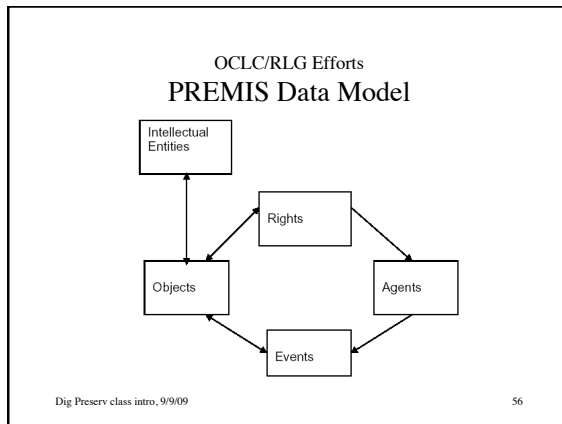 OCLC/RLG Efforts
PREMIS Data Model
Intellectual
Entities
Rights
Objects
Agents
Events
Dig Preserv class intro, 9/9/09
56